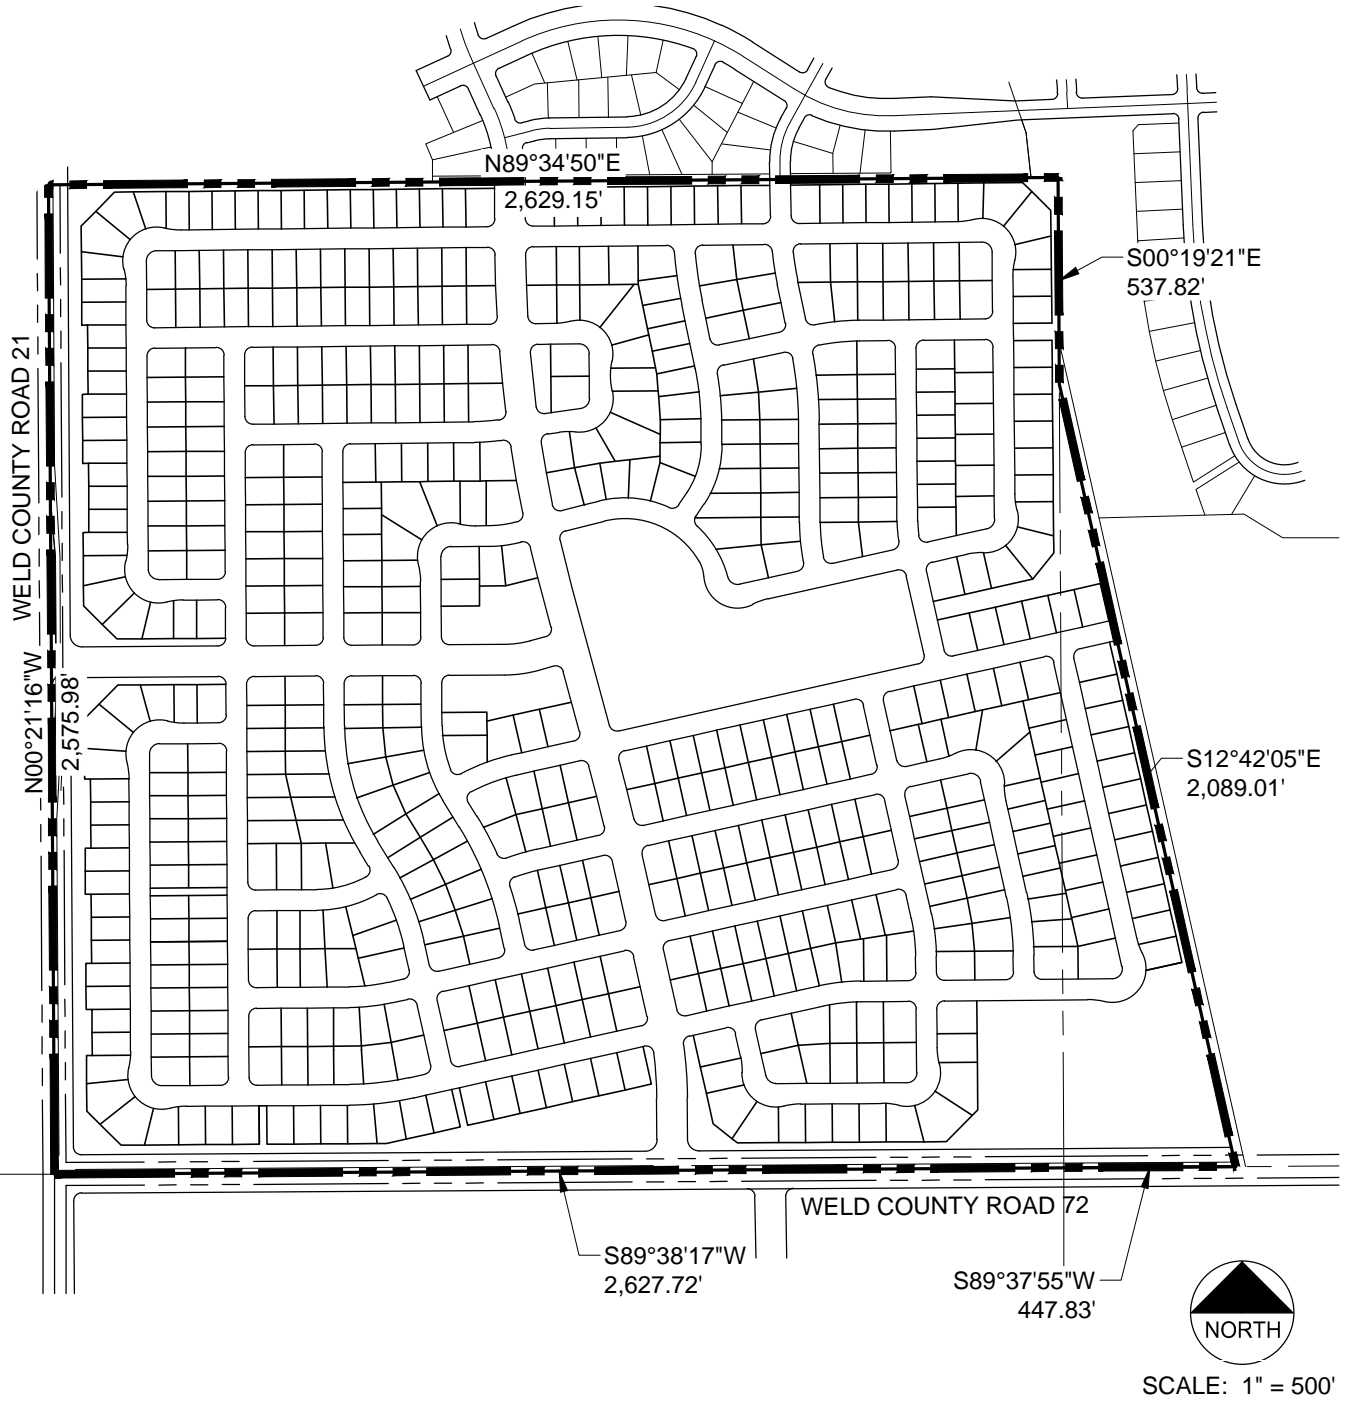 N89°34'50"E
2,629.15'
S00°19'21"E
537.82'
WELD COUNTY ROAD 21
N00°21'16"W
2,575.98'
S12°42'05"E
2,089.01'
WELD COUNTY ROAD 72
S89°38'17"W
2,627.72'
S89°37'55"W
447.83'
NORTH
SCALE: 1" = 500'